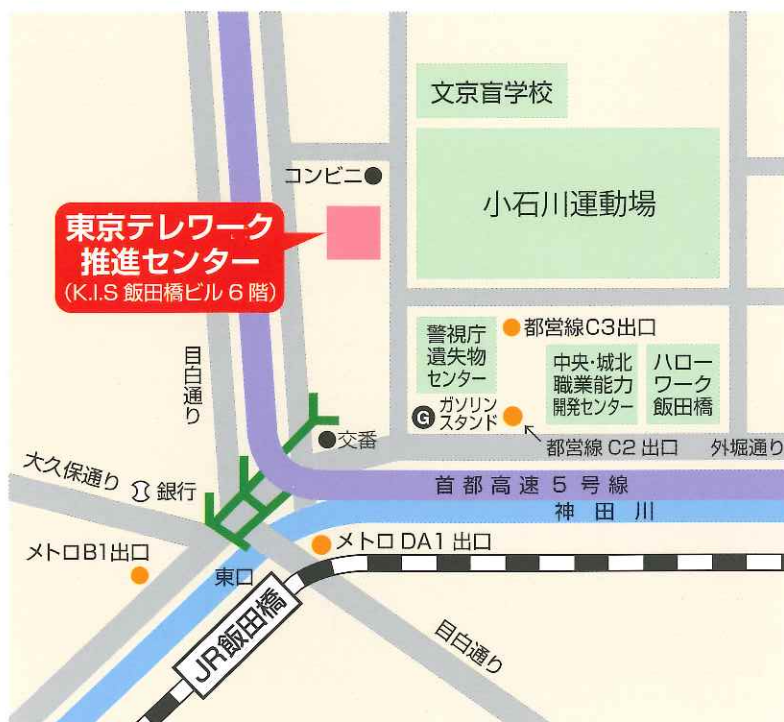 文京盲学校
コンビニ
小石川運動場
東京テレワーク
推進センター
(K.I.S 飯田橋ビル 6 階)
目白通り
警視庁
遺失物
センター
都営線C3出口
中央・城北
職業能力
開発センター
ハロー
ワーク
飯田橋
G ガソリン
スタンド
交番
都営線 C2 出口
外堀通り
大久保通り
銀行
首都高速5号線
神田川
メトロB1出口
メトロ DA1 出口
東口
JR飯田橋
目白通り